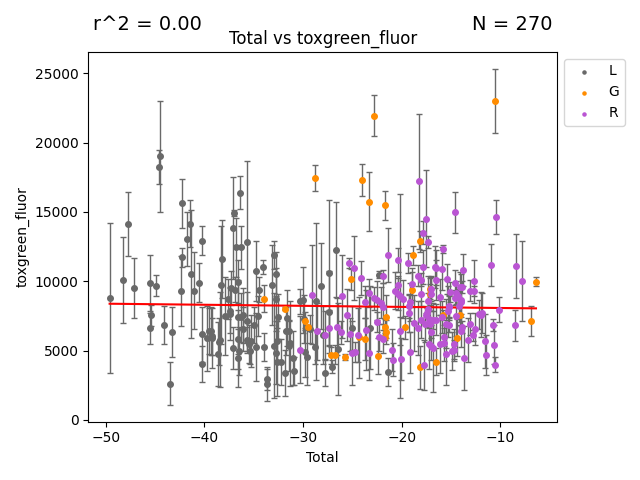 r^2 = 0.00
N = 270
Total vs toxgreen_fluor
25000
20000
15000
10000
5000
0
toxgreen_fluor
−50
−40
−30
−20
−10
Total
L
G
R